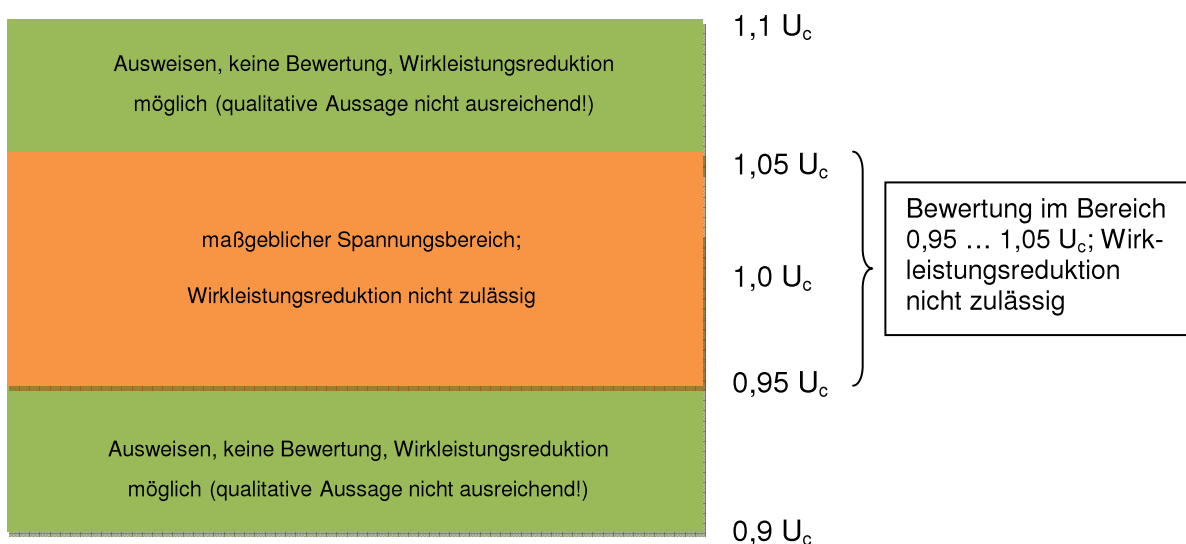 1,1 Uc
Ausweisen, keine Bewertung, Wirkleistungsreduktion
möglich (qualitative Aussage nicht ausreichend!)
1,05 Uc
maßgeblicher Spannungsbereich;
Wirkleistungsreduktion nicht zulässig
1,0 Uc
Bewertung im Bereich
0,95 … 1,05 Uc; Wirk-
leistungsreduktion
nicht zulässig
0,95 Uc
Ausweisen, keine Bewertung, Wirkleistungsreduktion
möglich (qualitative Aussage nicht ausreichend!)
0,9 Uc